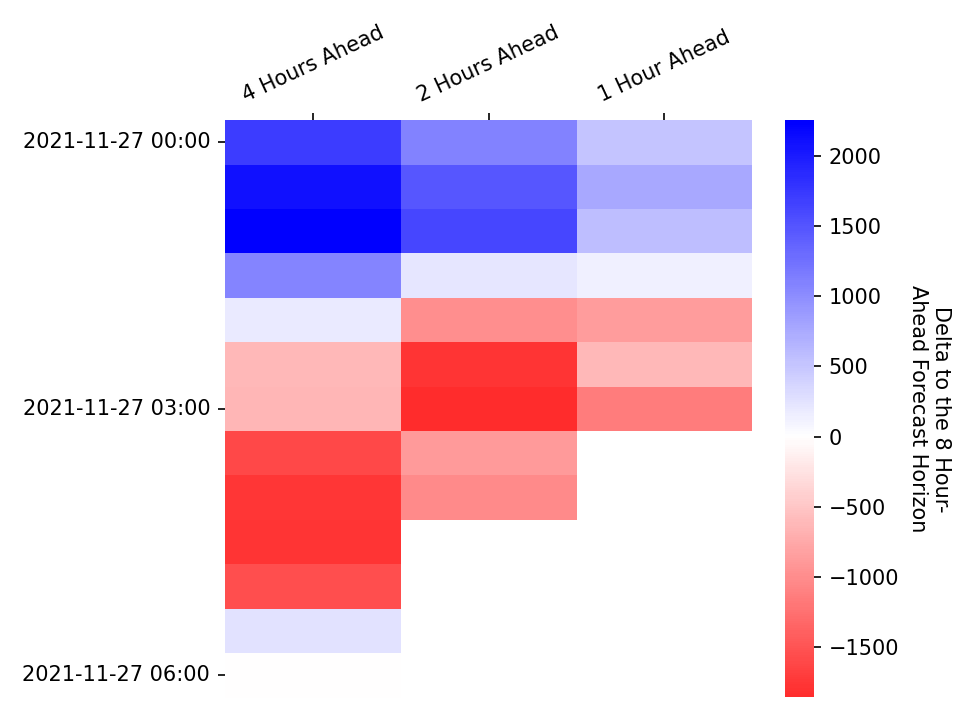 4 Hours Ahead
2 Hours Ahead
1 Hour Ahead
2021-11-27 00:00
2021-11-27 03:00
2021-11-27 06:00
2000
1500
1000
500
0
−500
−1000
−1500
Delta to the 8 Hour-
Ahead Forecast Horizon